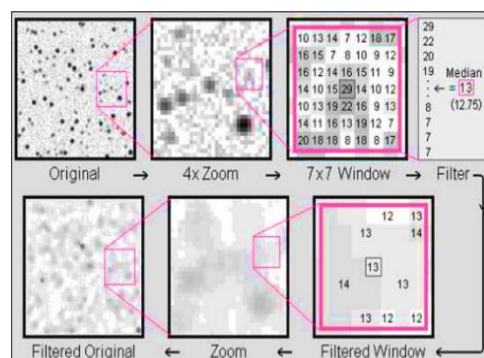 10 13 14 7 12 18 17
16 15 7 8 10 9 12
16 12 14 16 15 11 9
14 10 15 29 14 10 12
10 13 19 22 16 9 13
14 11 16 13 19 12 7
20 18 18 8 18 8 17
29
22
20
19
:
8
7
7
7
Median
← = 13
(12.75)
Original → 4x Zoom → 7x7 Window → Filter
12 13
13 14
13
14 13
13 12 12
Filtered Original ← Zoom ← Filtered Window